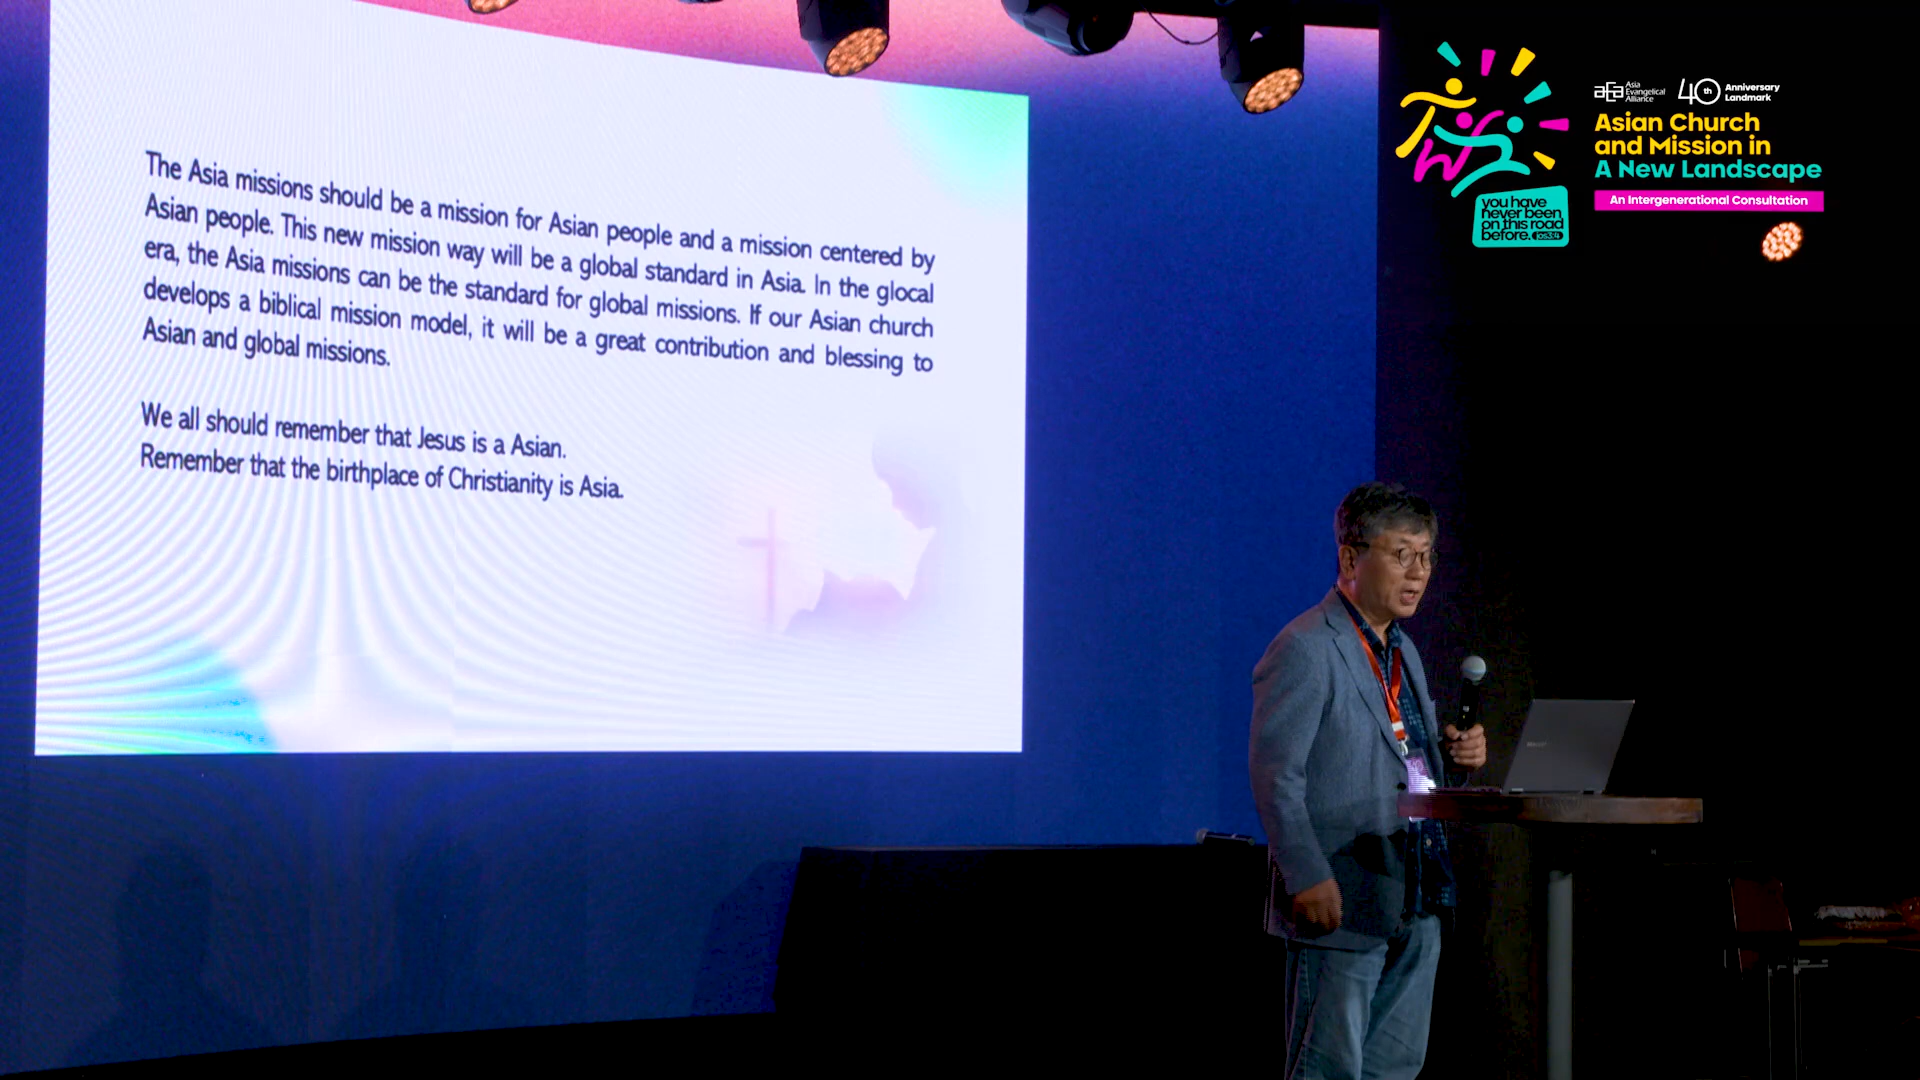 The Asia missions should be a mission for Asian people and a mission centered by
Asian people. This new mission way will be a global standard in Asia. In the glocal
era, the Asia missions can be the standard for global missions. If our Asian church
develops a biblical mission model, it will be a great contribution and blessing to
Asian and global missions.
We all should remember that Jesus is a Asian.
Remember that the birthplace of Christianity is Asia.
aEa Asia
Evangelical
Alliance
40th Anniversary
Landmark
Asian Church
and Mission in
A New Landscape
An Intergenerational Consultation
you have
never been
on this road
before. jos3:4